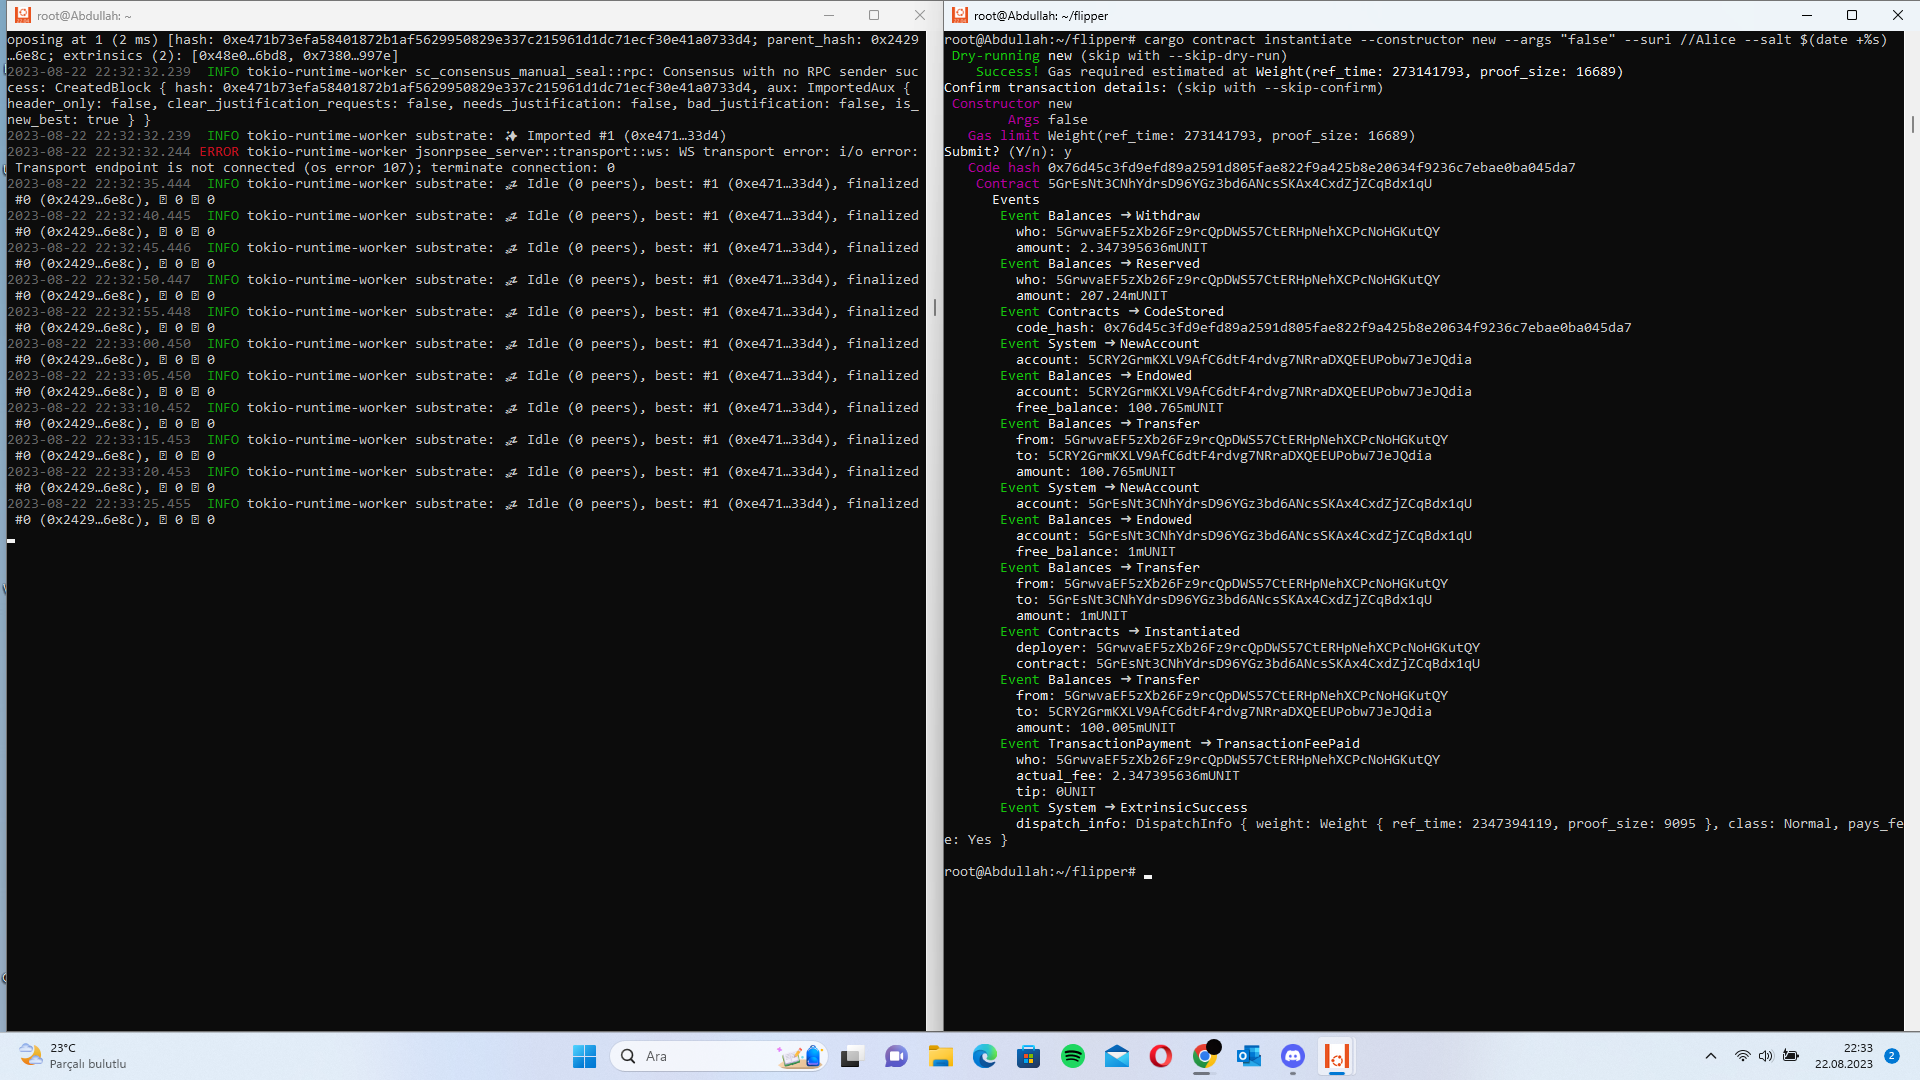 root@Abdullah: ~
oposing at 1 (2 ms) [hash: 0xe471b73efa58401872b1af5629950829e337c215961d1dc71ecf30e41a0733d4; parent_hash: 0x2429
…6e8c; extrinsics (2): [0x48e0…6bd8, 0x7380…997e]
2023-08-22 22:32:32.239  INFO tokio-runtime-worker sc_consensus_manual_seal::rpc: Consensus with no RPC sender suc
cess: CreatedBlock { hash: 0xe471b73efa58401872b1af5629950829e337c215961d1dc71ecf30e41a0733d4, aux: ImportedAux {
header_only: false, clear_justification_requests: false, needs_justification: false, bad_justification: false, is_
new_best: true } }
2023-08-22 22:32:32.239  INFO tokio-runtime-worker substrate: ✨ Imported #1 (0xe471…33d4)
2023-08-22 22:32:32.244 ERROR tokio-runtime-worker jsonrpsee_server::transport::ws: WS transport error: i/o error:
 Transport endpoint is not connected (os error 107); terminate connection: 0
2023-08-22 22:32:35.444  INFO tokio-runtime-worker substrate: 💤 Idle (0 peers), best: #1 (0xe471…33d4), finalized
 #0 (0x2429…6e8c), ⍰ 0 ⍰ 0
2023-08-22 22:32:40.445  INFO tokio-runtime-worker substrate: 💤 Idle (0 peers), best: #1 (0xe471…33d4), finalized
 #0 (0x2429…6e8c), ⍰ 0 ⍰ 0
2023-08-22 22:32:45.446  INFO tokio-runtime-worker substrate: 💤 Idle (0 peers), best: #1 (0xe471…33d4), finalized
 #0 (0x2429…6e8c), ⍰ 0 ⍰ 0
2023-08-22 22:32:50.447  INFO tokio-runtime-worker substrate: 💤 Idle (0 peers), best: #1 (0xe471…33d4), finalized
 #0 (0x2429…6e8c), ⍰ 0 ⍰ 0
2023-08-22 22:32:55.448  INFO tokio-runtime-worker substrate: 💤 Idle (0 peers), best: #1 (0xe471…33d4), finalized
 #0 (0x2429…6e8c), ⍰ 0 ⍰ 0
2023-08-22 22:33:00.450  INFO tokio-runtime-worker substrate: 💤 Idle (0 peers), best: #1 (0xe471…33d4), finalized
 #0 (0x2429…6e8c), ⍰ 0 ⍰ 0
2023-08-22 22:33:05.450  INFO tokio-runtime-worker substrate: 💤 Idle (0 peers), best: #1 (0xe471…33d4), finalized
 #0 (0x2429…6e8c), ⍰ 0 ⍰ 0
2023-08-22 22:33:10.452  INFO tokio-runtime-worker substrate: 💤 Idle (0 peers), best: #1 (0xe471…33d4), finalized
 #0 (0x2429…6e8c), ⍰ 0 ⍰ 0
2023-08-22 22:33:15.453  INFO tokio-runtime-worker substrate: 💤 Idle (0 peers), best: #1 (0xe471…33d4), finalized
 #0 (0x2429…6e8c), ⍰ 0 ⍰ 0
2023-08-22 22:33:20.453  INFO tokio-runtime-worker substrate: 💤 Idle (0 peers), best: #1 (0xe471…33d4), finalized
 #0 (0x2429…6e8c), ⍰ 0 ⍰ 0
2023-08-22 22:33:25.455  INFO tokio-runtime-worker substrate: 💤 Idle (0 peers), best: #1 (0xe471…33d4), finalized
 #0 (0x2429…6e8c), ⍰ 0 ⍰ 0
root@Abdullah: ~/flipper
root@Abdullah:~/flipper# cargo contract instantiate --constructor new --args "false" --suri //Alice --salt $(date +%s)
Dry-running new (skip with --skip-dry-run)
Success! Gas required estimated at Weight(ref_time: 273141793, proof_size: 16689)
Confirm transaction details: (skip with --skip-confirm)
Constructor new
Args false
Gas limit Weight(ref_time: 273141793, proof_size: 16689)
Submit? (Y/n): y
Code hash 0x76d45c3fd9efd89a2591d805fae822f9a425b8e20634f9236c7ebae0ba045da7
Contract 5GrEsNt3CNhYdrsD96YGz3bd6ANcsSKAx4CxdZjZCqBdx1qU
Events
Event Balances ➜ Withdraw
who: 5GrwvaEF5zXb26Fz9rcQpDWS57CtERHpNehXCPcNoHGKutQY
amount: 2.347395636mUNIT
Event Balances ➜ Reserved
who: 5GrwvaEF5zXb26Fz9rcQpDWS57CtERHpNehXCPcNoHGKutQY
amount: 207.24mUNIT
Event Contracts ➜ CodeStored
code_hash: 0x76d45c3fd9efd89a2591d805fae822f9a425b8e20634f9236c7ebae0ba045da7
Event System ➜ NewAccount
account: 5CRY2GrmKXLV9AfC6dtF4rdvg7NRraDXQEEUPobw7JeJQdia
Event Balances ➜ Endowed
account: 5CRY2GrmKXLV9AfC6dtF4rdvg7NRraDXQEEUPobw7JeJQdia
free_balance: 100.765mUNIT
Event Balances ➜ Transfer
from: 5GrwvaEF5zXb26Fz9rcQpDWS57CtERHpNehXCPcNoHGKutQY
to: 5CRY2GrmKXLV9AfC6dtF4rdvg7NRraDXQEEUPobw7JeJQdia
amount: 100.765mUNIT
Event System ➜ NewAccount
account: 5GrEsNt3CNhYdrsD96YGz3bd6ANcsSKAx4CxdZjZCqBdx1qU
Event Balances ➜ Endowed
account: 5GrEsNt3CNhYdrsD96YGz3bd6ANcsSKAx4CxdZjZCqBdx1qU
free_balance: 1mUNIT
Event Balances ➜ Transfer
from: 5GrwvaEF5zXb26Fz9rcQpDWS57CtERHpNehXCPcNoHGKutQY
to: 5GrEsNt3CNhYdrsD96YGz3bd6ANcsSKAx4CxdZjZCqBdx1qU
amount: 1mUNIT
Event Contracts ➜ Instantiated
deployer: 5GrwvaEF5zXb26Fz9rcQpDWS57CtERHpNehXCPcNoHGKutQY
contract: 5GrEsNt3CNhYdrsD96YGz3bd6ANcsSKAx4CxdZjZCqBdx1qU
Event Balances ➜ Transfer
from: 5GrwvaEF5zXb26Fz9rcQpDWS57CtERHpNehXCPcNoHGKutQY
to: 5CRY2GrmKXLV9AfC6dtF4rdvg7NRraDXQEEUPobw7JeJQdia
amount: 100.005mUNIT
Event TransactionPayment ➜ TransactionFeePaid
who: 5GrwvaEF5zXb26Fz9rcQpDWS57CtERHpNehXCPcNoHGKutQY
actual_fee: 2.347395636mUNIT
tip: 0UNIT
Event System ➜ ExtrinsicSuccess
dispatch_info: DispatchInfo { weight: Weight { ref_time: 2347394119, proof_size: 9095 }, class: Normal, pays_fe
e: Yes }
root@Abdullah:~/flipper#
23°C
Parçalı bulutlu
Ara
22:33
22.08.2023
2